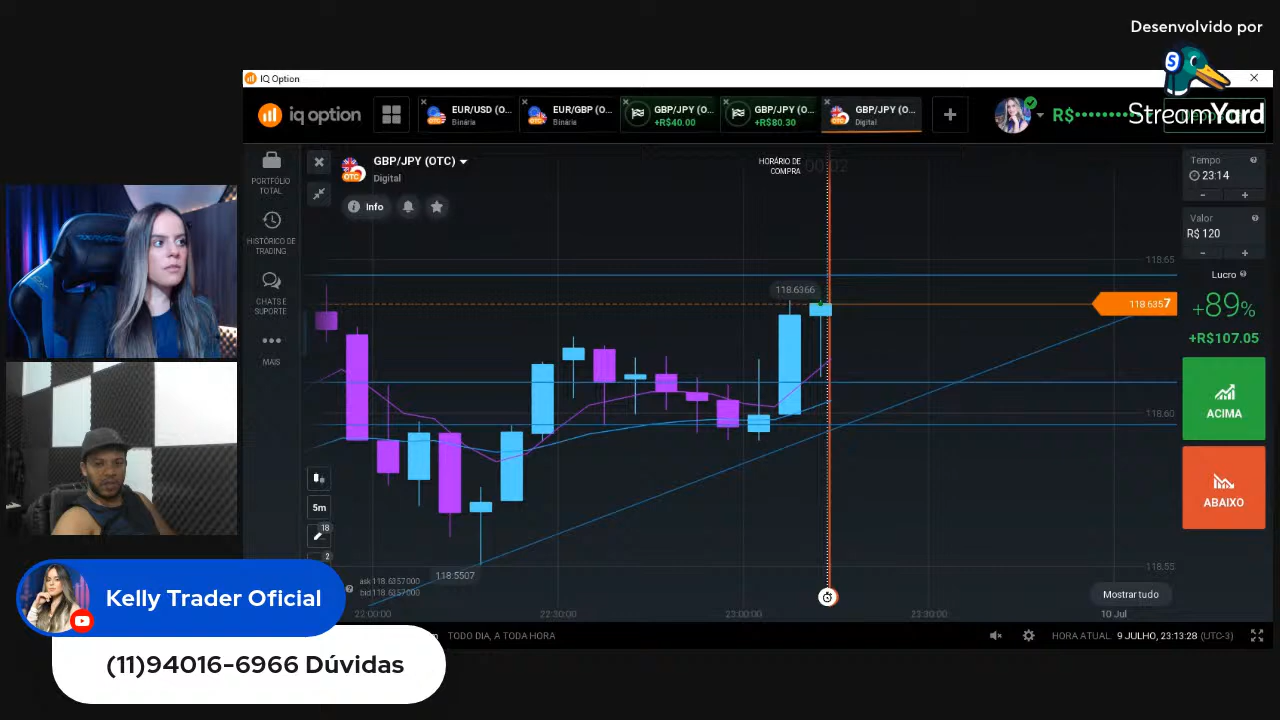 Desenvolvido por
StreamYard
IQ Option
iq option
EUR/USD (O...
Binária
EUR/GBP (O...
Binária
GBP/JPY (O...
+R$40.00
GBP/JPY (O...
+R$80.30
GBP/JPY (O...
Digital
R$
PORTFÓLIO
TOTAL
HISTÓRICO DE
TRADING
CHATS E
SUPORTE
MAIS
GBP/JPY (OTC)
Digital
OTC
Info
HORÁRIO DE
COMPRA
00:02
Tempo
23:14
- +
Valor
R$ 120
- +
Lucro
+89%
+R$107.05
ACIMA
ABAIXO
118.65
118.6366
118.6357
118.60
118.5507
118.55
5m
18
2
ask 118.6357000
bid 118.6357000
22:00:00
22:30:00
23:00:00
23:30:00
10 Jul
Mostrar tudo
TODO DIA, A TODA HORA
HORA ATUAL: 9 JULHO, 23:13:28 (UTC-3)
Kelly Trader Oficial
(11)94016-6966 Dúvidas